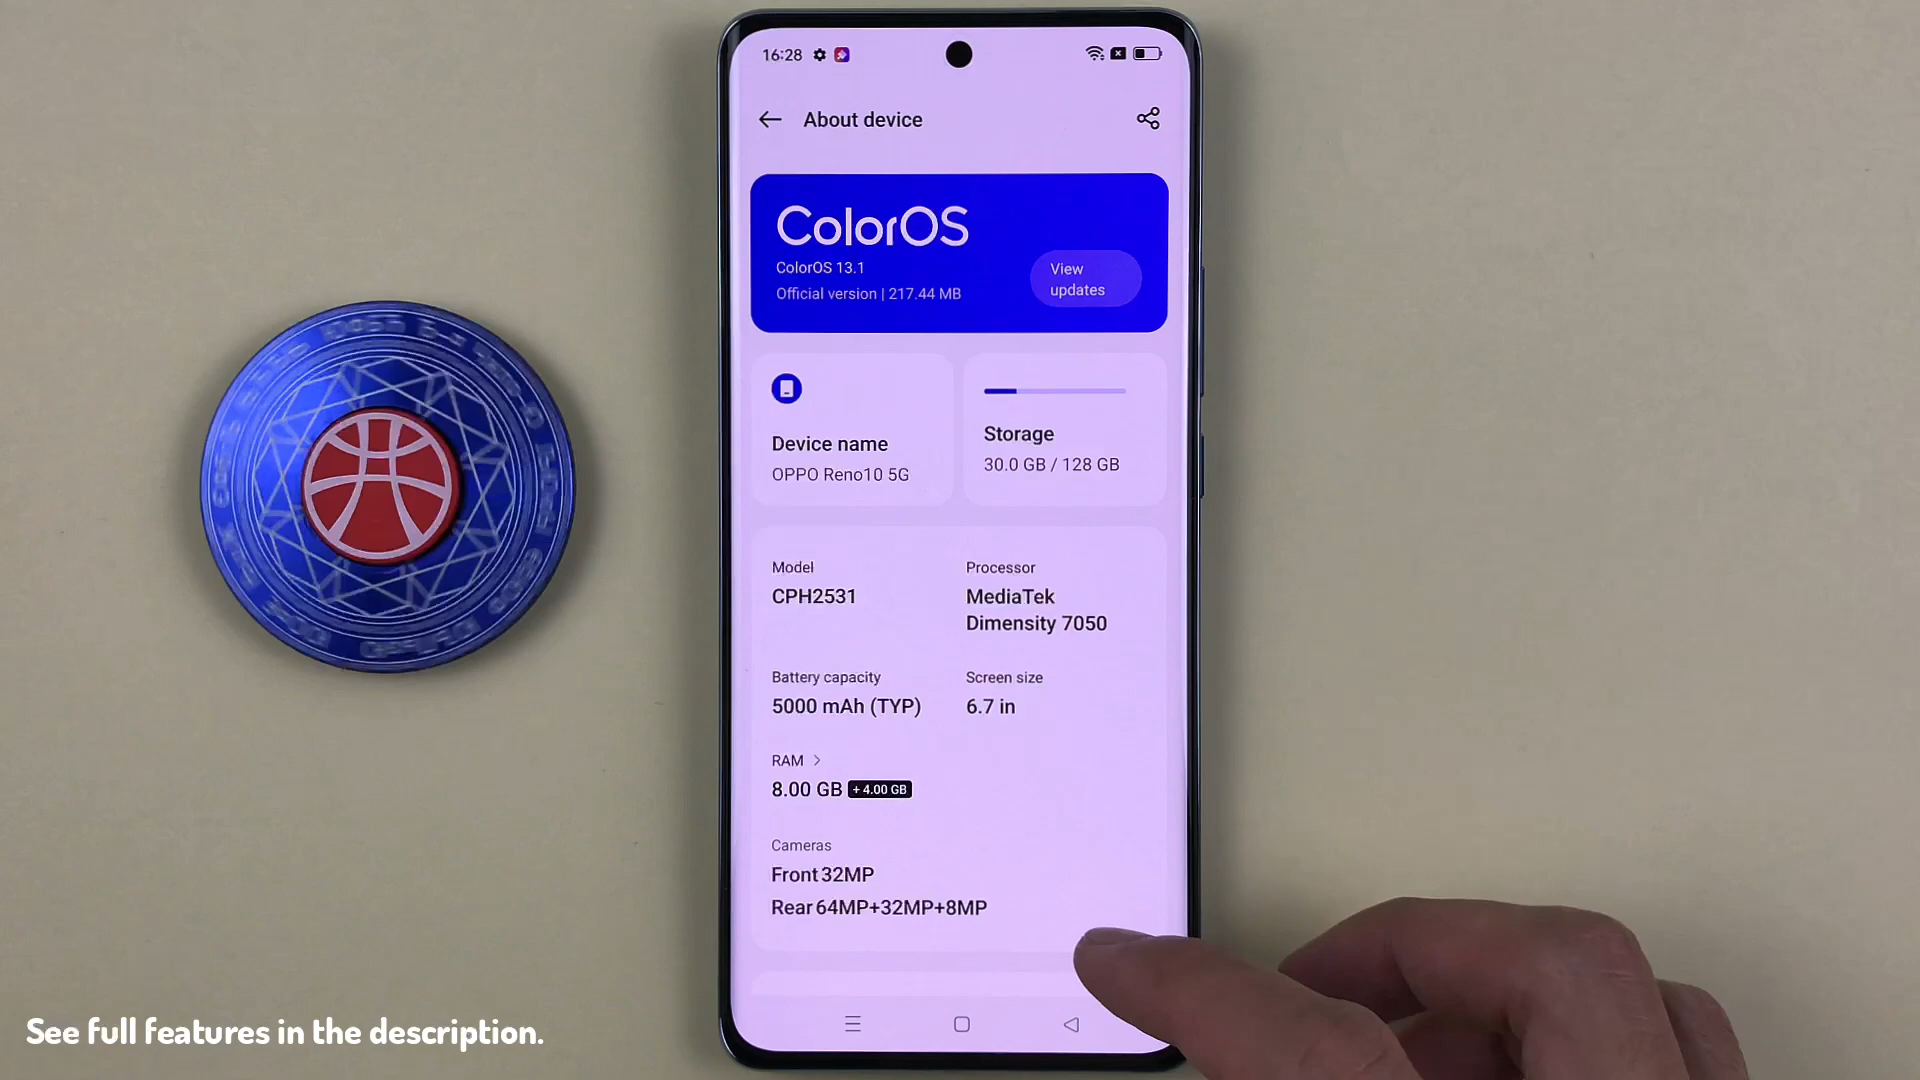 16:28
About device
ColorOS
ColorOS 13.1
Official version | 217.44 MB
View
updates
Device name
OPPO Reno10 5G
Storage
30.0 GB / 128 GB
Model
CPH2531
Processor
MediaTek
Dimensity 7050
Battery capacity
5000 mAh (TYP)
Screen size
6.7 in
RAM >
8.00 GB + 4.00 GB
Cameras
Front 32MP
Rear 64MP+32MP+8MP
See full features in the description.